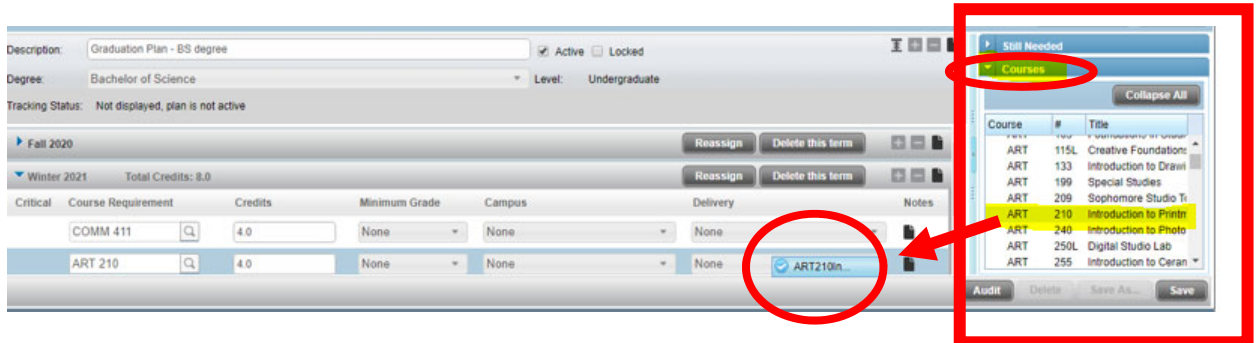 Description: Graduation Plan - BS degree Active Locked
Degree: Bachelor of Science Level: Undergraduate
Tracking Status: Not displayed, plan is not active
Fall 2020 Reassign Delete this term
Winter 2021 Total Credits: 8.0 Reassign Delete this term
Critical Course Requirement Credits Minimum Grade Campus Delivery Notes
COMM 411 4.0 None None None
ART 210 4.0 None None None ART210In...
Still Needed
Courses
Collapse All
Course # Title
ART 115L Creative Foundations
ART 133 Introduction to Drawi
ART 199 Special Studies
ART 209 Sophomore Studio
ART 210 Introduction to Printm
ART 240 Introduction to Photo
ART 250L Digital Studio Lab
ART 255 Introduction to Ceran
Audit Delete Save As... Save